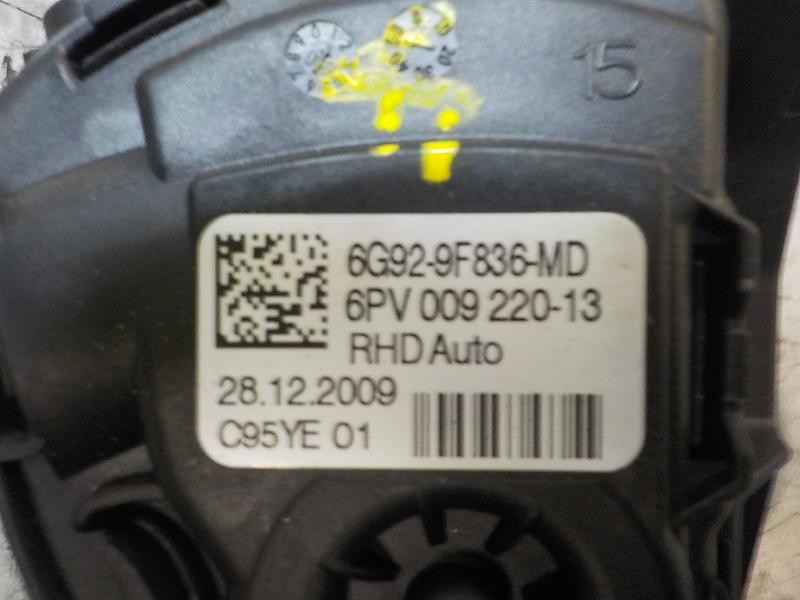 15
6G92-9F836-MD
6PV 009 220-13
RHD Auto
28.12.2009
C95YE 01